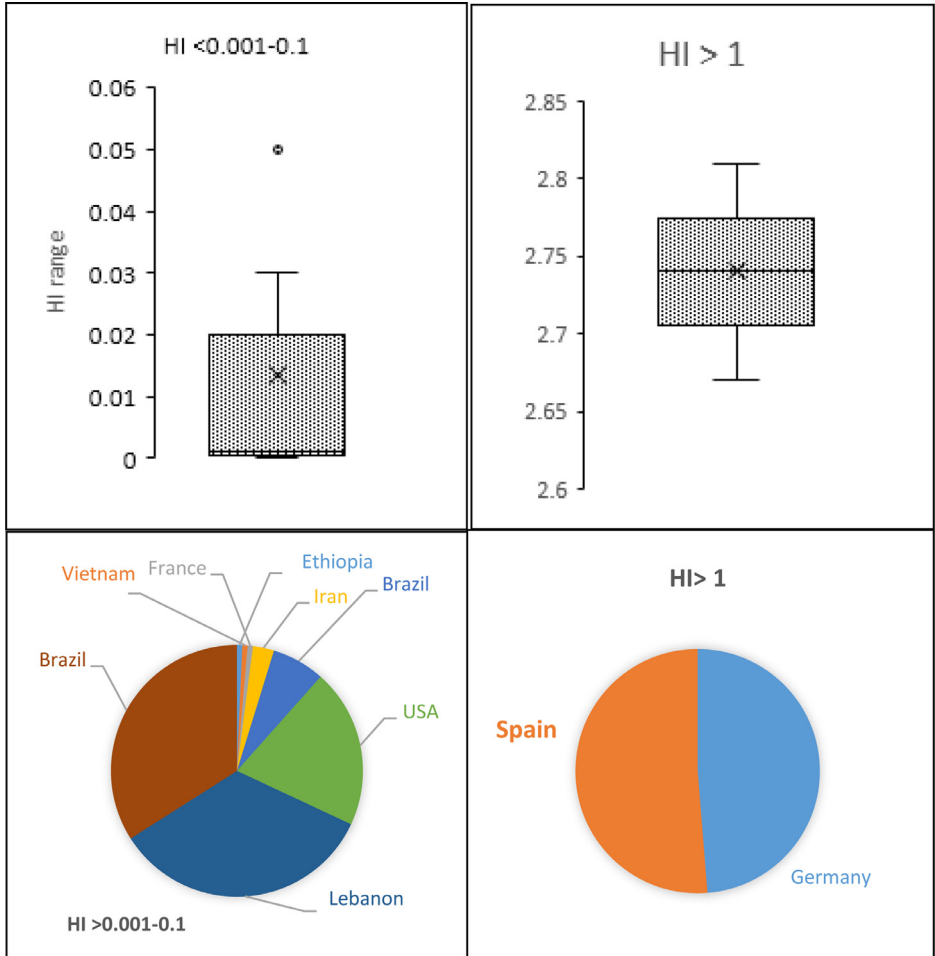 HI <0.001-0.1
0.06
0.05
0.04
0.03
0.02
0.01
0
HI range
HI > 1
2.85
2.8
2.75
2.7
2.65
2.6
Ethiopia
France
Vietnam
Iran
Brazil
Brazil
USA
Lebanon
HI >0.001-0.1
HI> 1
Spain
Germany